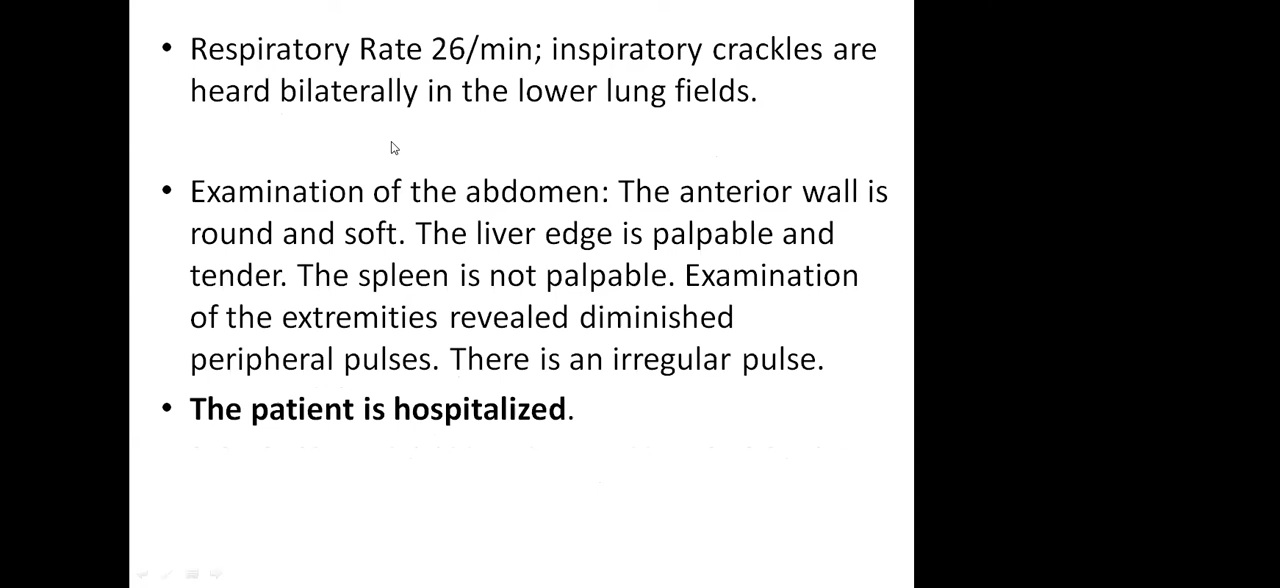 • Respiratory Rate 26/min; inspiratory crackles are
heard bilaterally in the lower lung fields.
• Examination of the abdomen: The anterior wall is
round and soft. The liver edge is palpable and
tender. The spleen is not palpable. Examination
of the extremities revealed diminished
peripheral pulses. There is an irregular pulse.
• The patient is hospitalized.